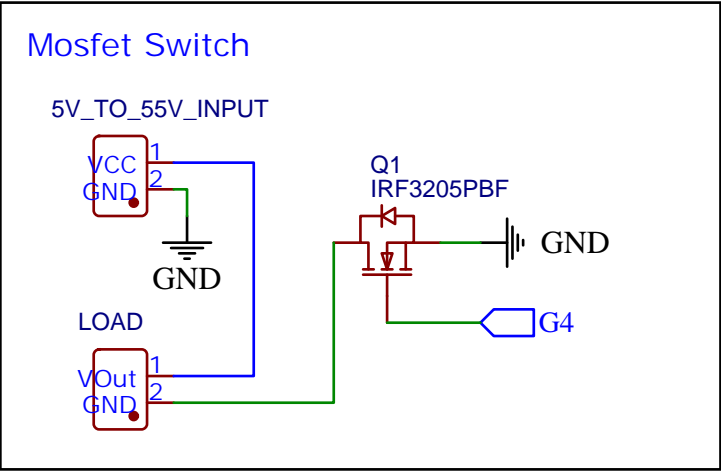 Mosfet Switch
5V_TO_55V_INPUT
VCC 1
GND 2
GND
Q1
IRF3205PBF
GND
G4
LOAD
VOut 1
GND 2